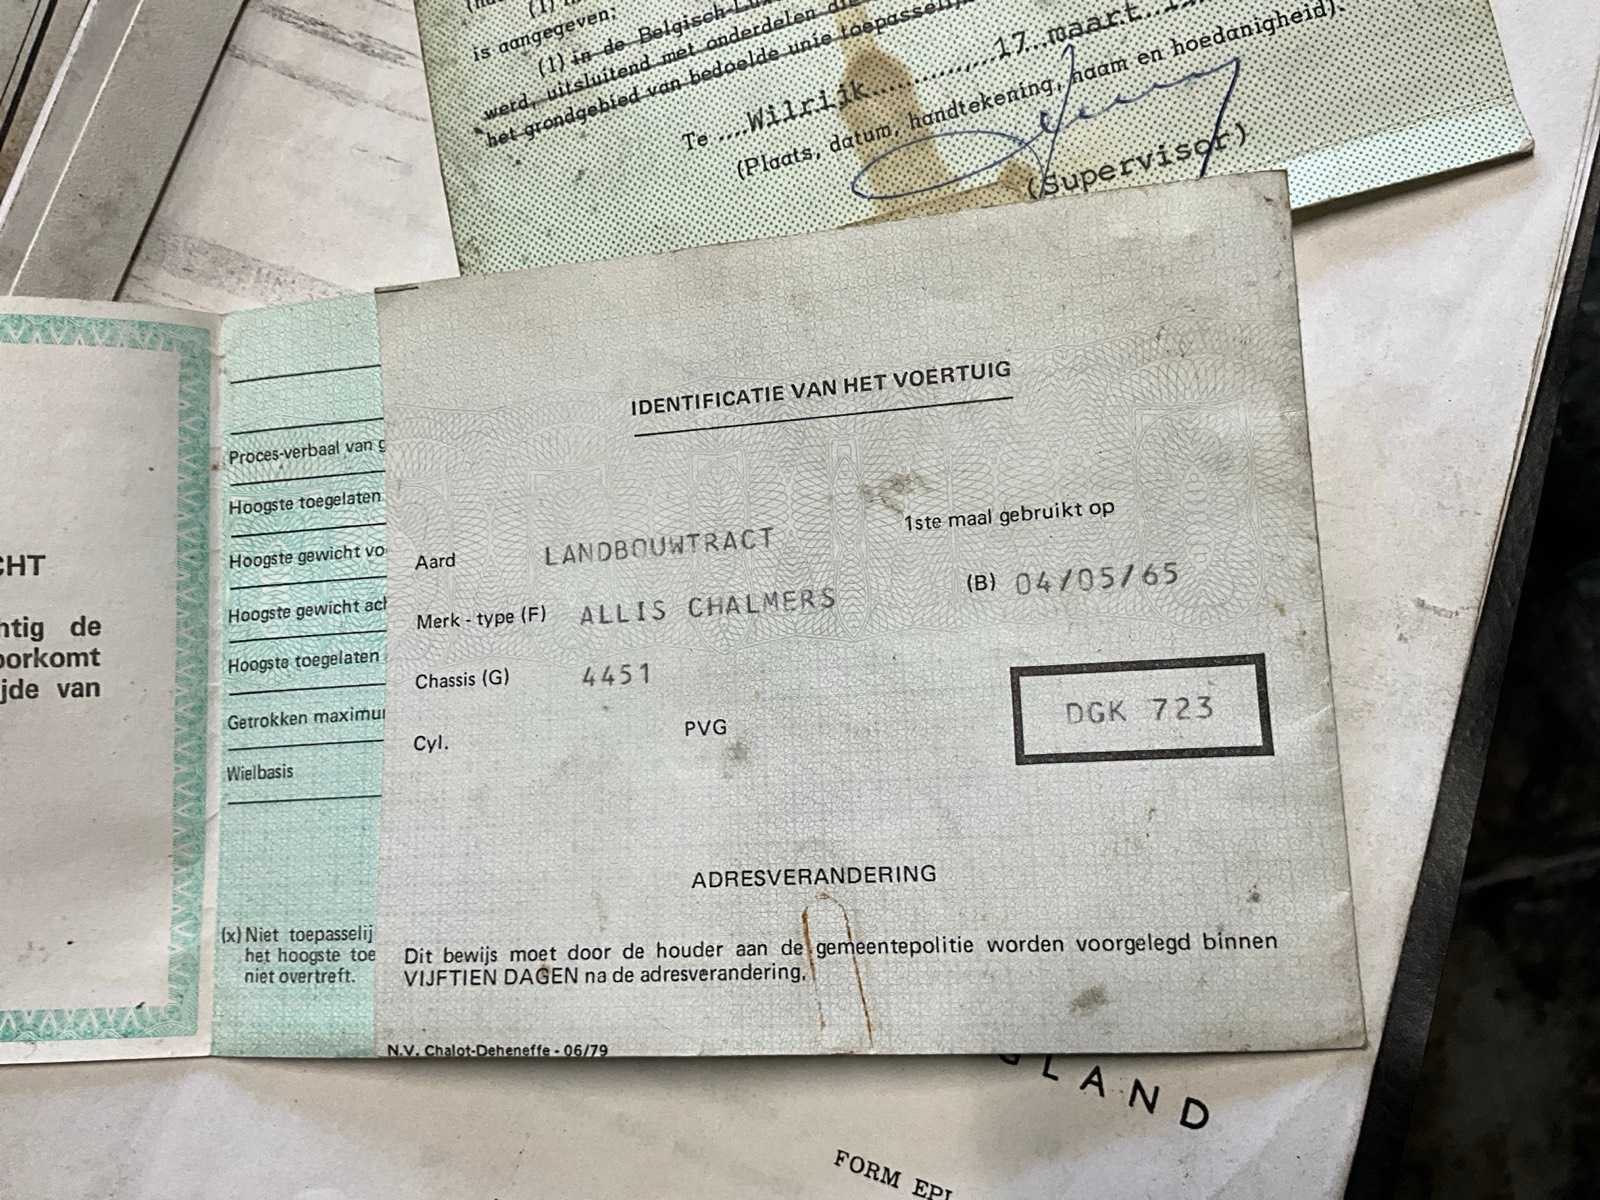 is aangegeven;
(1) in de Belgisch-
werd, uitsluitend met onderdelen
het grondgebied van bedoelde unie
Te ....Wilrijk..............17...maart...
(Plaats, datum, handtekening, naam en hoedanigheid).
(Supervisor)
CHT
htig de
oorkomt
jde van
Proces-verbaal van g
Hoogste toegelaten
Hoogste gewicht vo
Hoogste gewicht ach
Hoogste toegelaten
Getrokken maximu
Wielbasis
(x) Niet toepasselij
het hoogste toe
niet overtreft.
IDENTIFICATIE VAN HET VOERTUIG
1ste maal gebruikt op
Aard LANDBOUWTRACT
(B) 04/05/65
Merk - type (F) ALLIS CHALMERS
Chassis (G) 4451
DGK 723
Cyl. PVG
ADRESVERANDERING
Dit bewijs moet door de houder aan de gemeentepolitie worden voorgelegd binnen
VIJFTIEN DAGEN na de adresverandering.
N.V. Chalot-Deheneffe - 06/79
LAND
FORM EPL